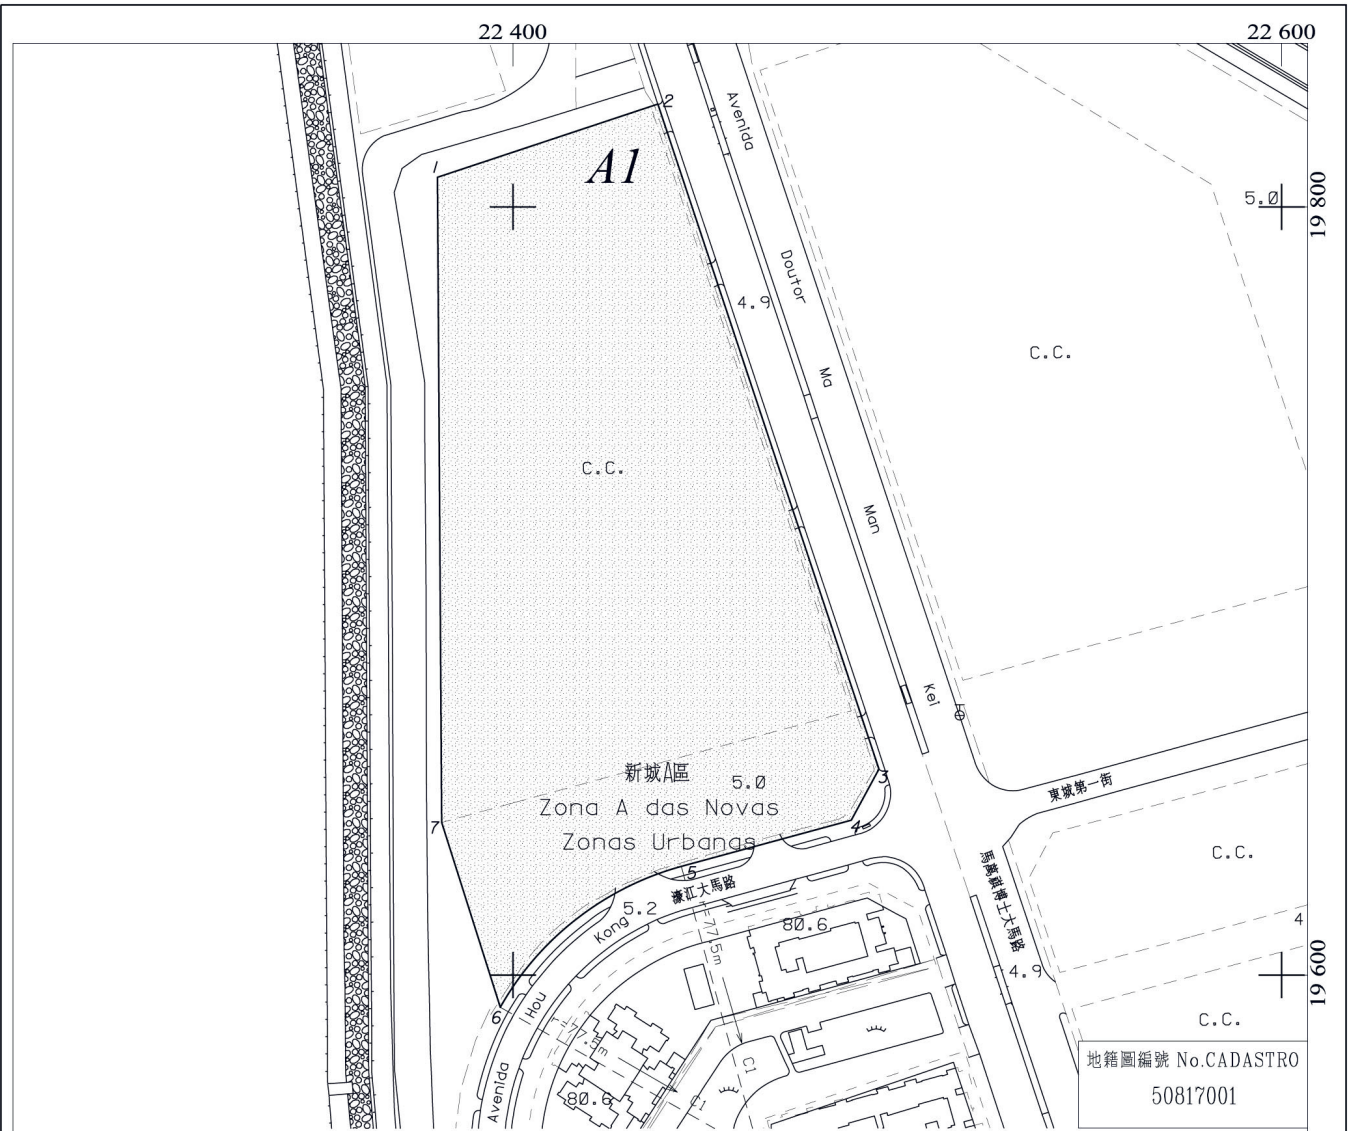 22 400
22 600
2
1
A1
Avenida
5.0
19 800
Doutor
4.9
Ma
C.C.
C.C.
Man
Kei
新城A區
5.0
3
Zona A das Novas
Zonas Urbanas
7
4
東城第一街
5
濠江大馬路
C.C.
馬萬祺博士大馬路
5.2
Kong
80.6
77.5m
4
4.9
19 600
6
Hou
77.5m
C.C.
Avenida
80.6
C1
C1
地籍圖編號 No.CADASTRO
50817001